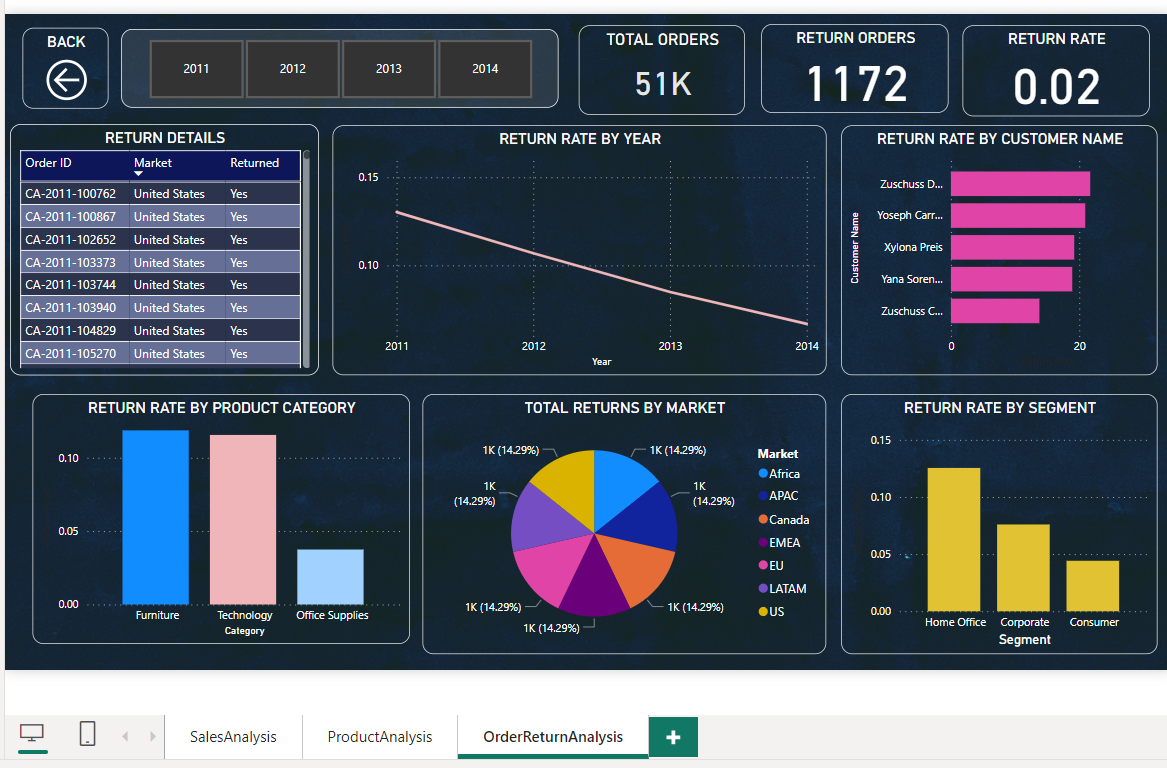 BACK
2011
2012
2013
2014
TOTAL ORDERS
51K
RETURN ORDERS
1172
RETURN RATE
0.02
RETURN DETAILS
Order ID Market Returned
CA-2011-100762 United States Yes
CA-2011-100867 United States Yes
CA-2011-102652 United States Yes
CA-2011-103373 United States Yes
CA-2011-103744 United States Yes
CA-2011-103940 United States Yes
CA-2011-104829 United States Yes
CA-2011-105270 United States Yes
RETURN RATE BY YEAR
0.15
0.10
2011 2012 2013 2014
Year
RETURN RATE BY CUSTOMER NAME
Customer Name
Zuschuss D...
Yoseph Carr...
Xylona Preis
Yana Soren...
Zuschuss C...
0 20
RETURN RATE BY PRODUCT CATEGORY
0.10
0.05
0.00
Furniture Technology Office Supplies
Category
TOTAL RETURNS BY MARKET
1K (14.29%)
1K
(14.29%)
1K (14.29%)
1K (14.29%)
1K (14.29%)
1K
(14.29%)
1K (14.29%)
Market
Africa
APAC
Canada
EMEA
EU
LATAM
US
RETURN RATE BY SEGMENT
0.15
0.10
0.05
0.00
Home Office Corporate Consumer
Segment
SalesAnalysis
ProductAnalysis
OrderReturnAnalysis